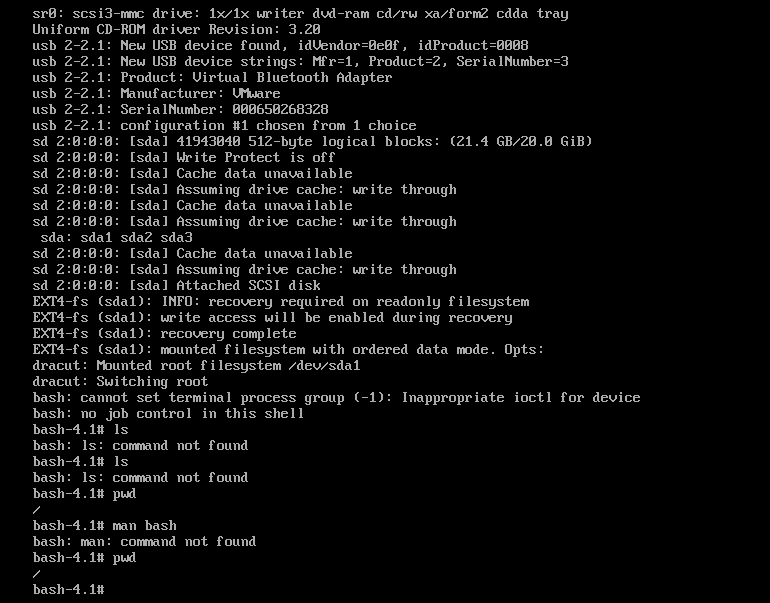 sr0: scsi3-mmc drive: 1x/1x writer dvd-ram cd/rw xa/form2 cdda tray
Uniform CD-ROM driver Revision: 3.20
usb 2-2.1: New USB device found, idVendor=0e0f, idProduct=0008
usb 2-2.1: New USB device strings: Mfr=1, Product=2, SerialNumber=3
usb 2-2.1: Product: Virtual Bluetooth Adapter
usb 2-2.1: Manufacturer: VMware
usb 2-2.1: SerialNumber: 000650268328
usb 2-2.1: configuration #1 chosen from 1 choice
sd 2:0:0:0: [sda] 41943040 512-byte logical blocks: (21.4 GB/20.0 GiB)
sd 2:0:0:0: [sda] Write Protect is off
sd 2:0:0:0: [sda] Cache data unavailable
sd 2:0:0:0: [sda] Assuming drive cache: write through
sd 2:0:0:0: [sda] Cache data unavailable
sd 2:0:0:0: [sda] Assuming drive cache: write through
 sda: sda1 sda2 sda3
sd 2:0:0:0: [sda] Cache data unavailable
sd 2:0:0:0: [sda] Assuming drive cache: write through
sd 2:0:0:0: [sda] Attached SCSI disk
EXT4-fs (sda1): INFO: recovery required on readonly filesystem
EXT4-fs (sda1): write access will be enabled during recovery
EXT4-fs (sda1): recovery complete
EXT4-fs (sda1): mounted filesystem with ordered data mode. Opts:
dracut: Mounted root filesystem /dev/sda1
dracut: Switching root
bash: cannot set terminal process group (-1): Inappropriate ioctl for device
bash: no job control in this shell
bash-4.1# ls
bash: ls: command not found
bash-4.1# ls
bash: ls: command not found
bash-4.1# pwd
/
bash-4.1# man bash
bash: man: command not found
bash-4.1# pwd
/
bash-4.1#